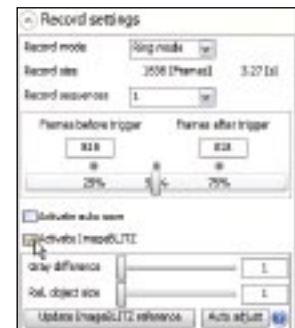 Record settings
Record mode Ring mode
Record size 1636 [Frames] 3.27 [s]
Record sequences 1
Frames before trigger Frames after trigger
818 818
25% 75%
Activate auto save
Activate ImageBLITZ
Gray difference 1
Rel. object size 1
Update ImageBLITZ reference Auto adjust